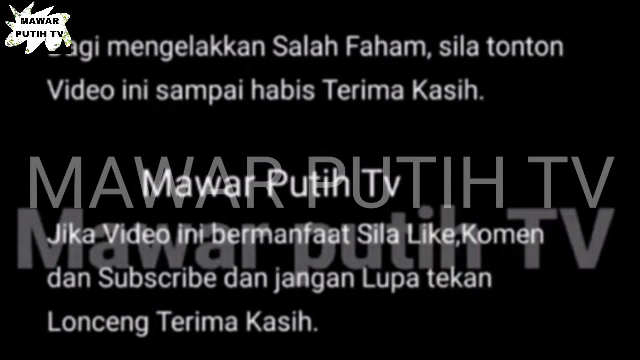 MAWAR
PUTIH TV
Bagi mengelakkan Salah Faham, sila tonton
Video ini sampai habis Terima Kasih.
MAWAR PUTIH TV
Mawar Putih Tv
Mawar putih TV
Jika Video ini bermanfaat Sila Like,Komen
dan Subscribe dan jangan Lupa tekan
Lonceng Terima Kasih.